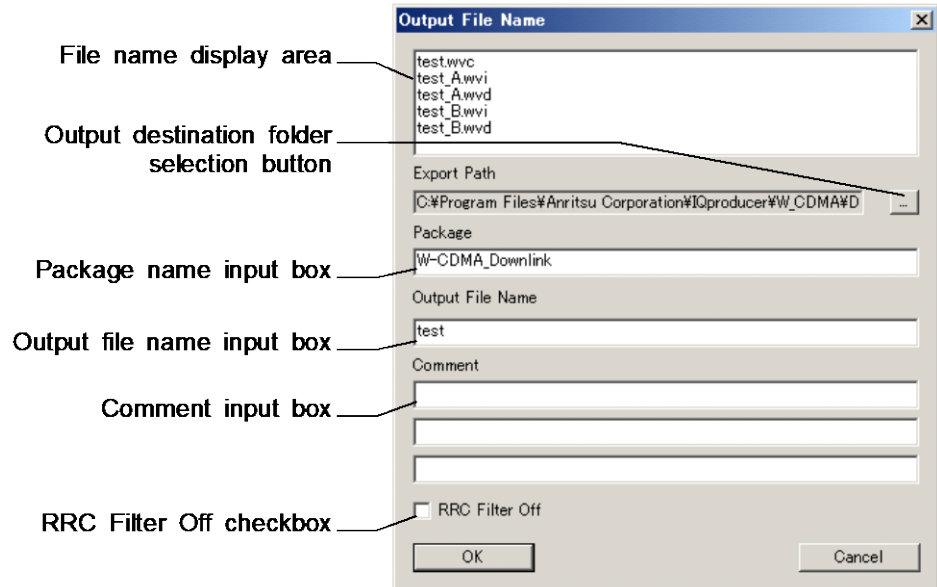 Output File Name
File name display area
test.wvc
test_A.wvi
test_A.wvd
test_B.wvi
test_B.wvd
Output destination folder
selection button
Export Path
C:¥Program Files¥Anritsu Corporation¥IQproducer¥W_CDMA¥D
...
Package
Package name input box
W-CDMA_Downlink
Output File Name
Output file name input box
test
Comment
Comment input box
RRC Filter Off checkbox
RRC Filter Off
OK
Cancel